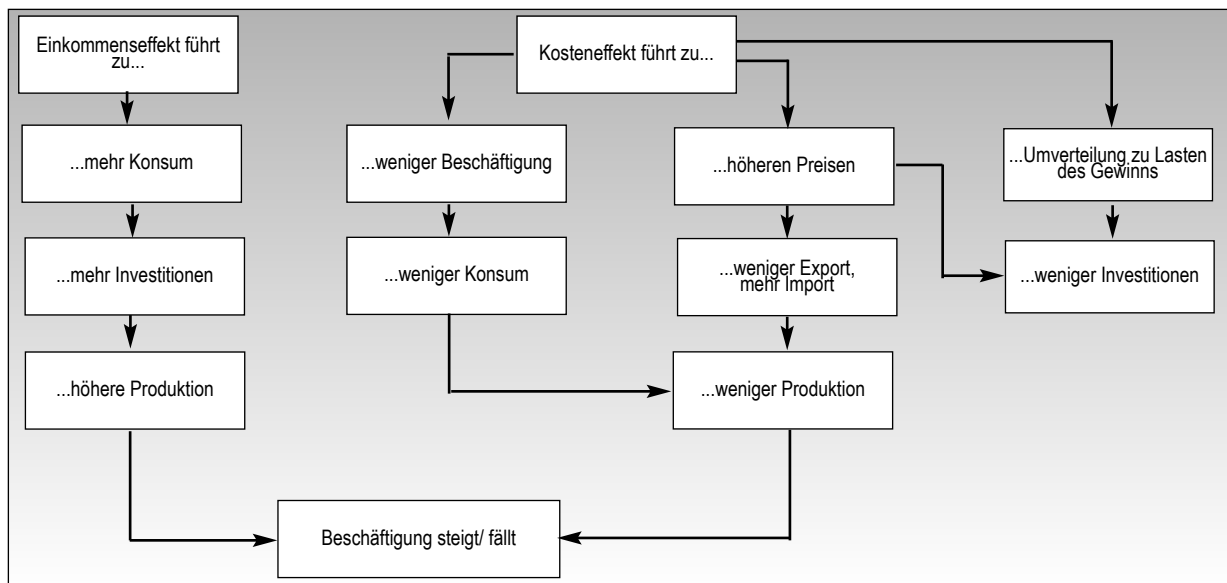 Einkommenseffekt führt
zu...
Kosteneffekt führt zu...
...mehr Konsum
...weniger Beschäftigung
...höheren Preisen
...Umverteilung zu Lasten
des Gewinns
...mehr Investitionen
...weniger Konsum
...weniger Export,
mehr Import
...weniger Investitionen
...höhere Produktion
...weniger Produktion
Beschäftigung steigt/ fällt